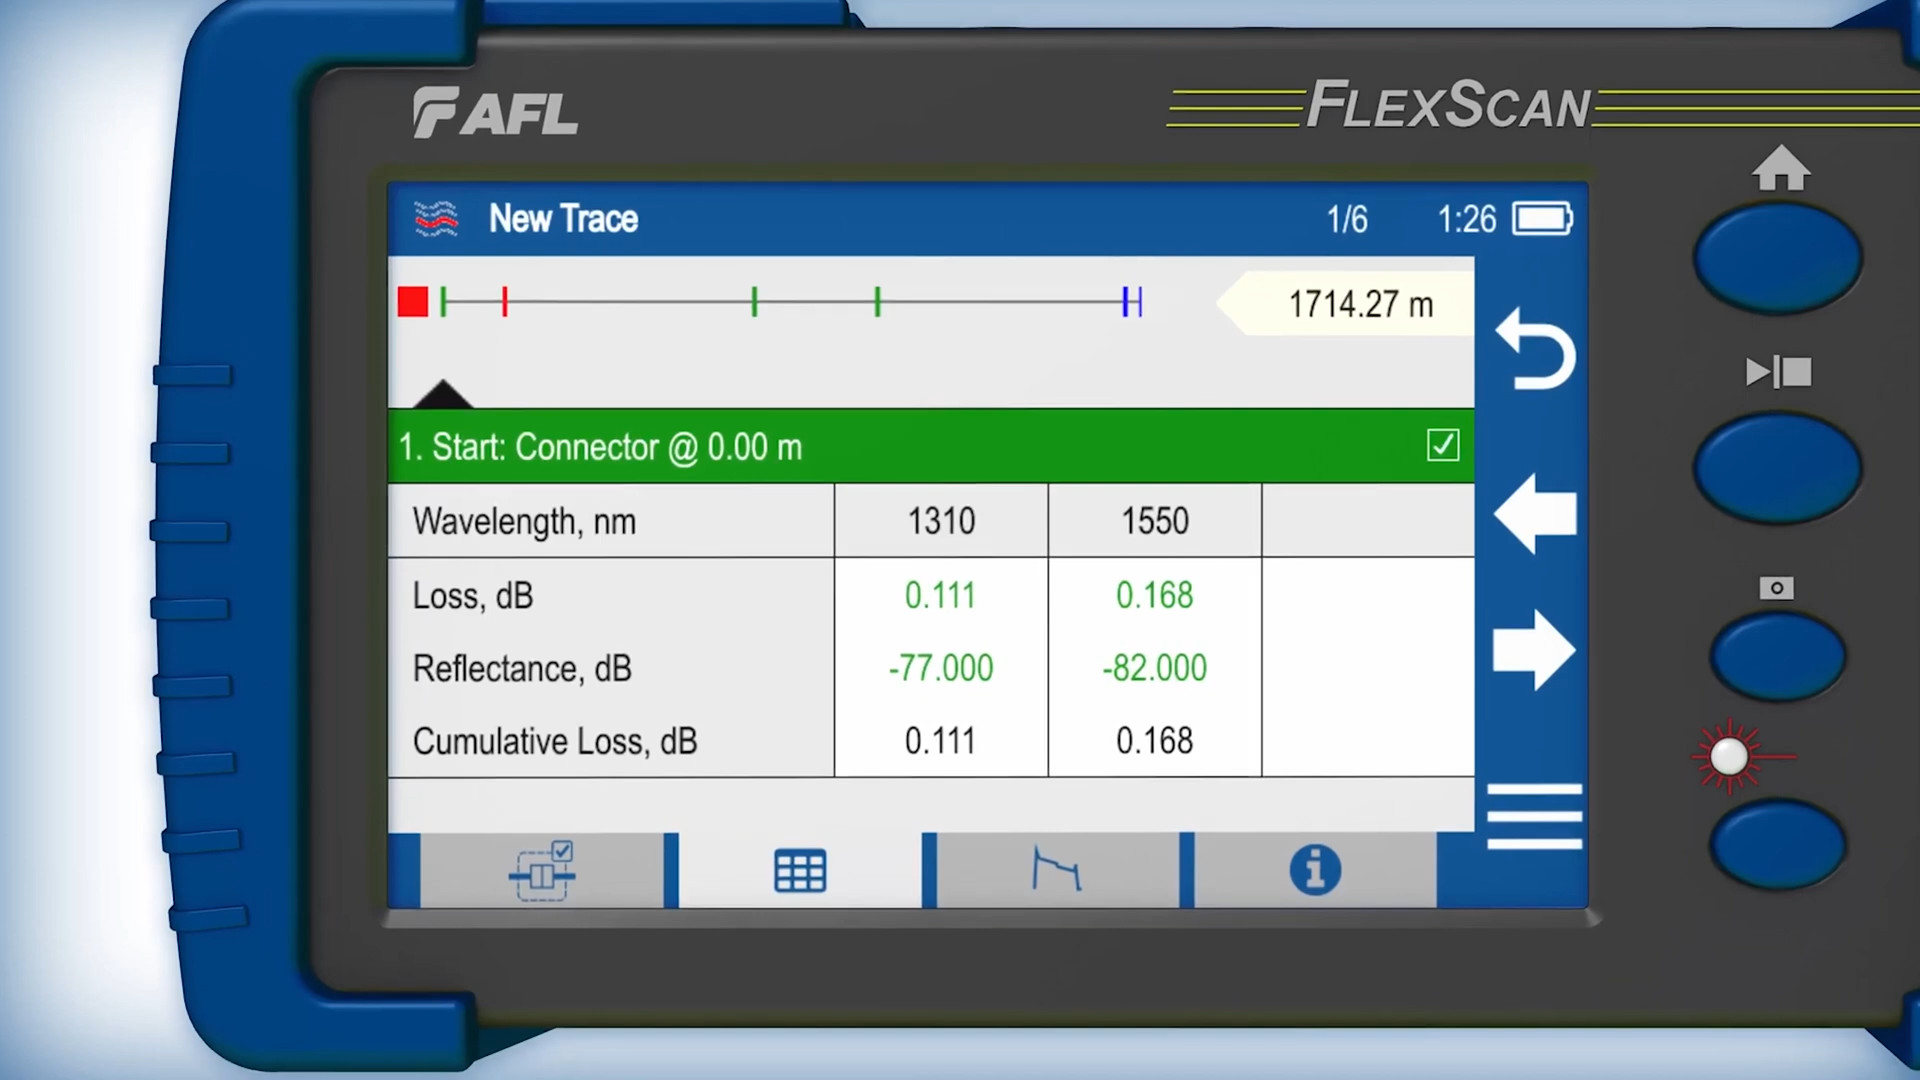 AFL
FLEXSCAN
New Trace 1/6 1:26
1714.27 m
1. Start: Connector @ 0.00 m
Wavelength, nm 1310 1550
Loss, dB 0.111 0.168
Reflectance, dB -77.000 -82.000
Cumulative Loss, dB 0.111 0.168